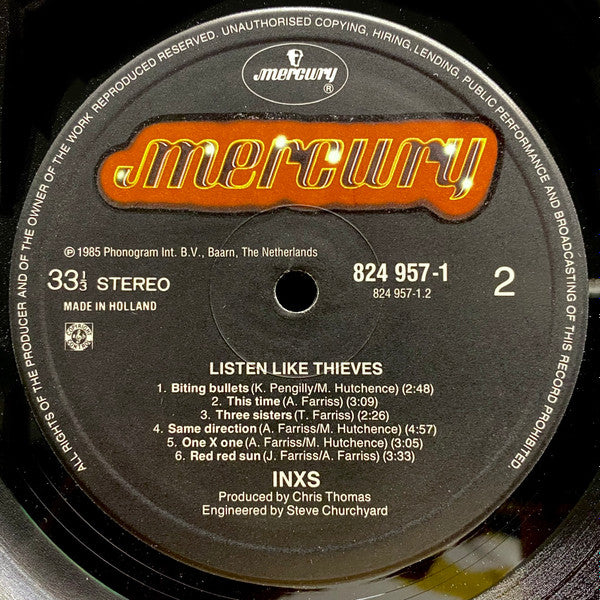 ALL RIGHTS OF THE PRODUCER AND OF THE OWNER OF THE WORK REPRODUCED RESERVED. UNAUTHORISED COPYING, HIRING, LENDING, PUBLIC PERFORMANCE AND BROADCASTING OF THIS RECORD PROHIBITED.
mercury ®
mercury
Ⓟ 1985 Phonogram Int. B.V., Baarn, The Netherlands
33⅓ STEREO
MADE IN HOLLAND
824 957-1
824 957-1.2
2
LISTEN LIKE THIEVES
1. Biting bullets (K. Pengilly/M. Hutchence) (2:48)
2. This time (A. Farriss) (3:09)
3. Three sisters (T. Farriss) (2:26)
4. Same direction (A. Farriss/M. Hutchence) (4:57)
5. One X one (A. Farriss/M. Hutchence) (3:05)
6. Red red sun (J. Farriss/A. Farriss) (3:33)
INXS
Produced by Chris Thomas
Engineered by Steve Churchyard